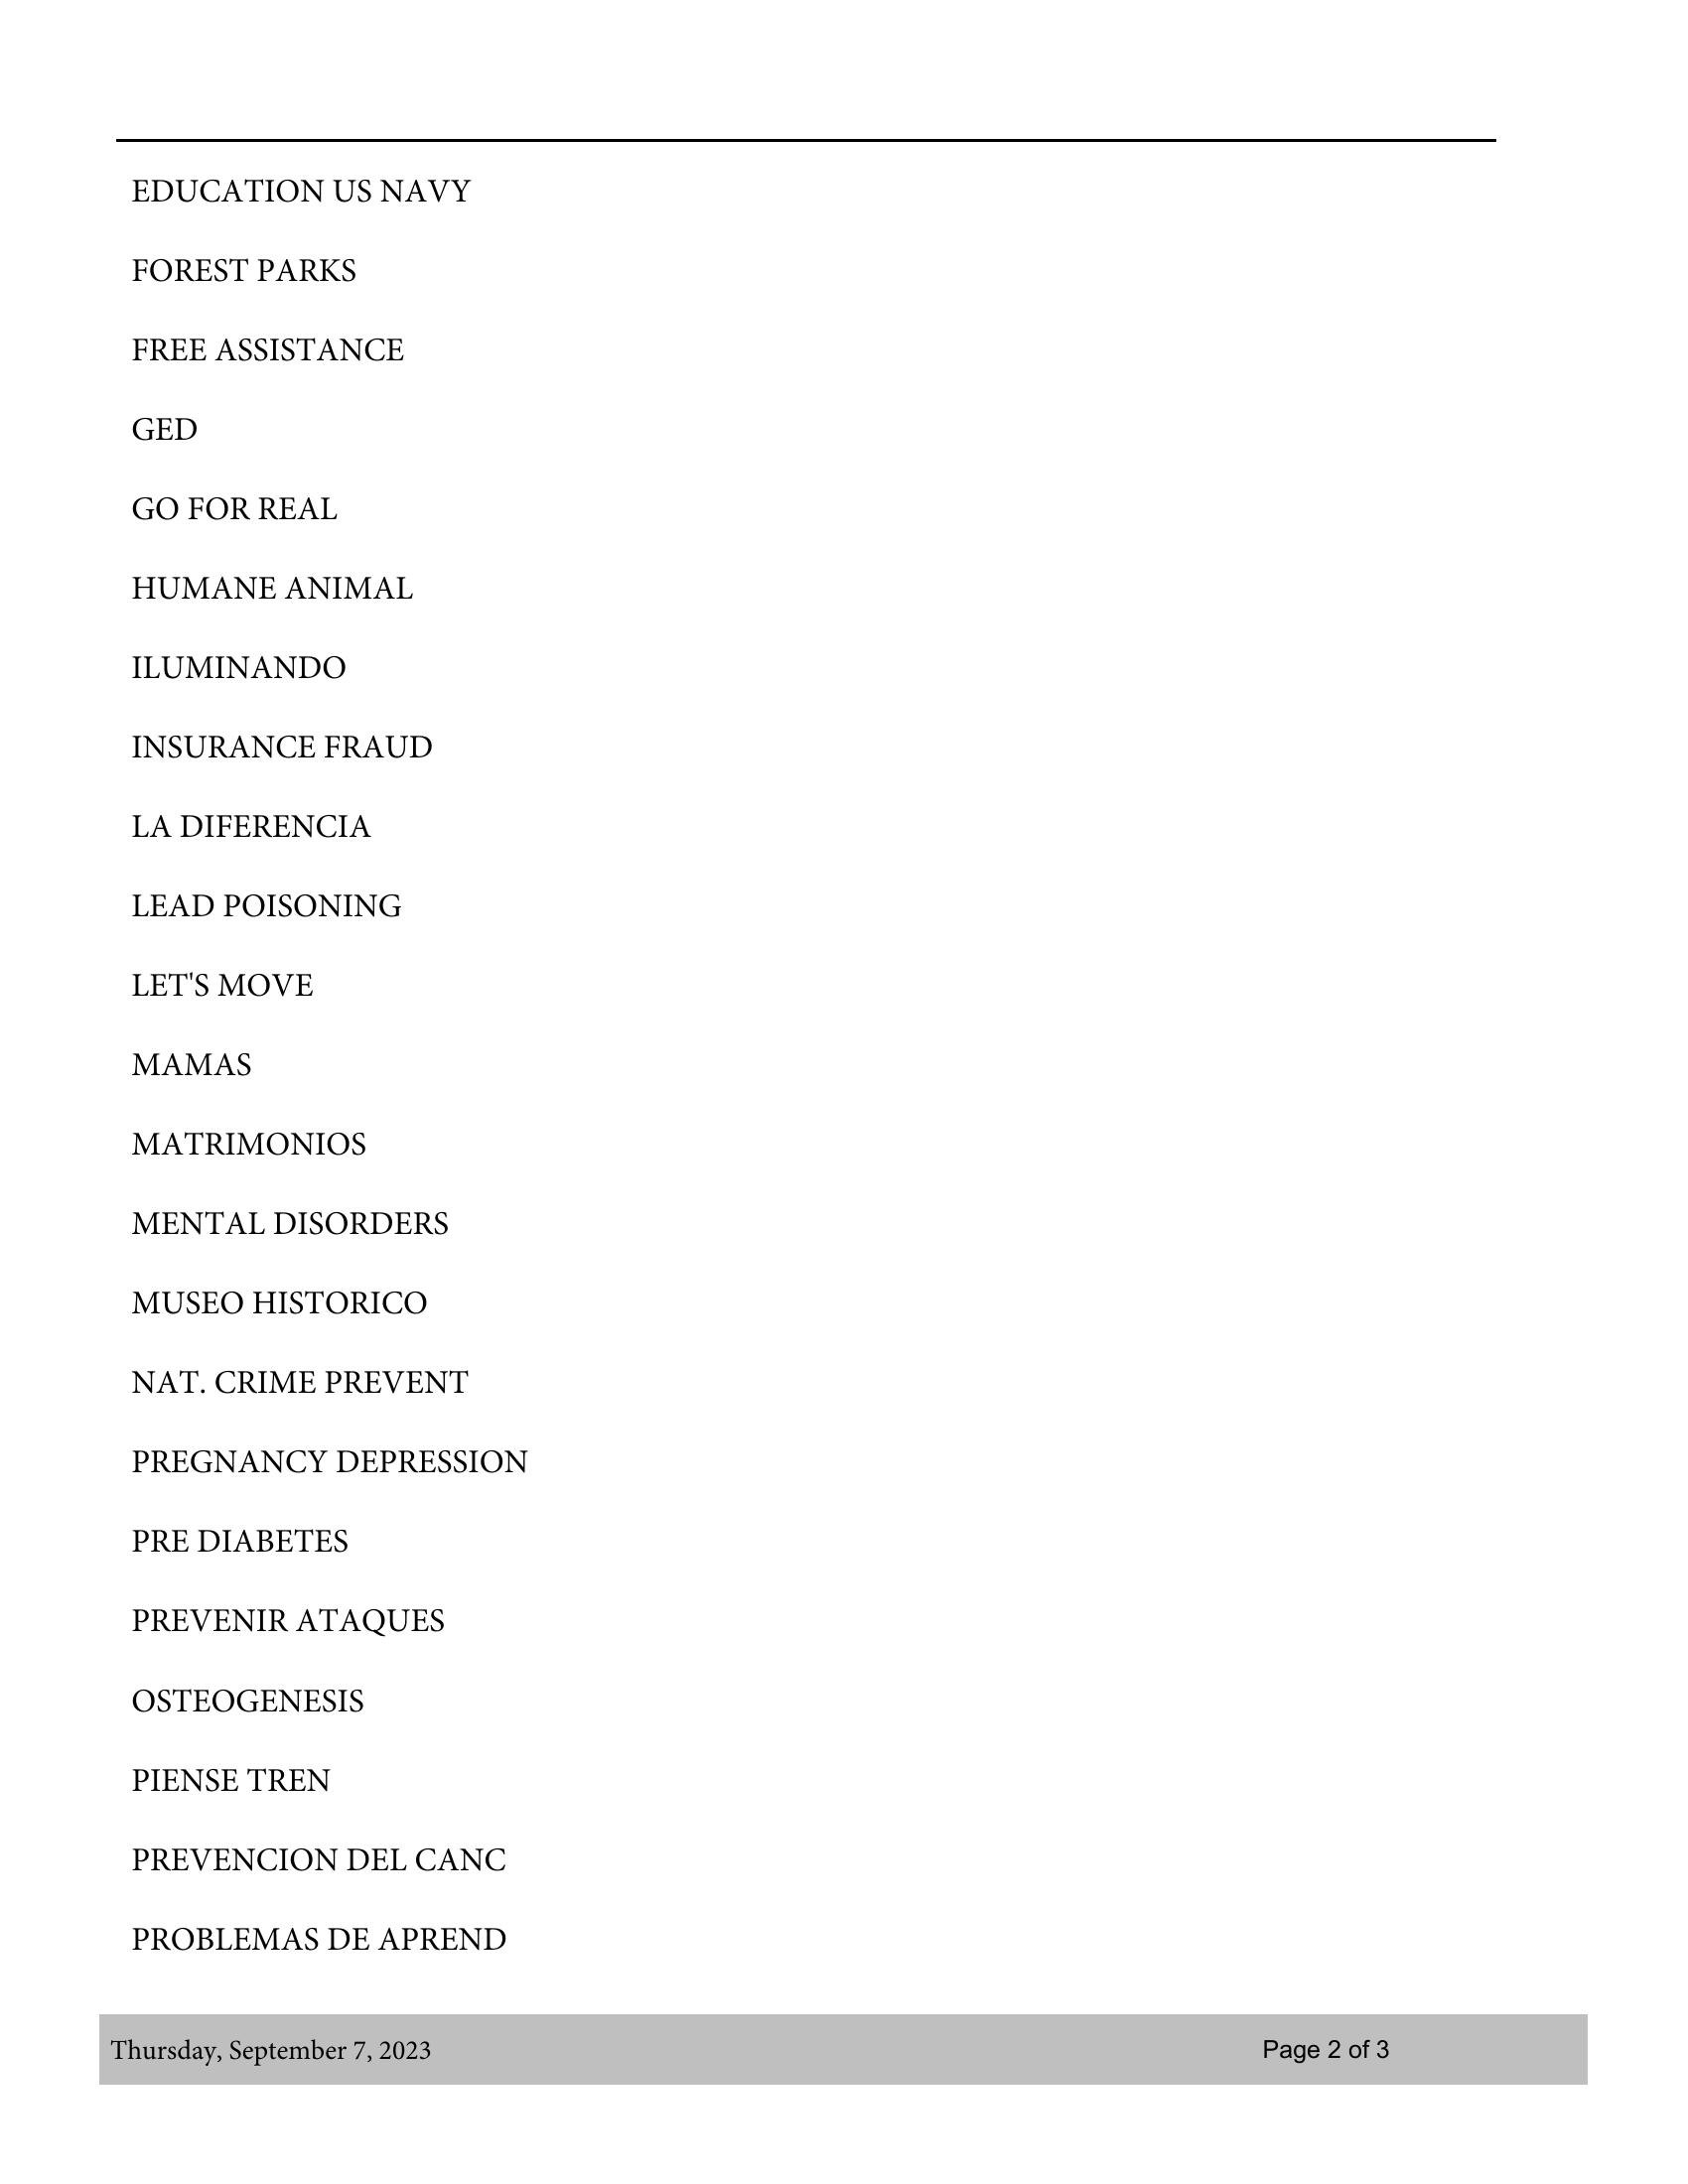 EDUCATION US NAVY
FOREST PARKS
FREE ASSISTANCE
GED
GO FOR REAL
HUMANE ANIMAL
ILUMINANDO
INSURANCE FRAUD
LA DIFERENCIA
LEAD POISONING
LET'S MOVE
MAMAS
MATRIMONIOS
MENTAL DISORDERS
MUSEO HISTORICO
NAT. CRIME PREVENT
PREGNANCY DEPRESSION
PRE DIABETES
PREVENIR ATAQUES
OSTEOGENESIS
PIENSE TREN
PREVENCION DEL CANC
PROBLEMAS DE APREND
Thursday, September 7, 2023 Page 2 of 3